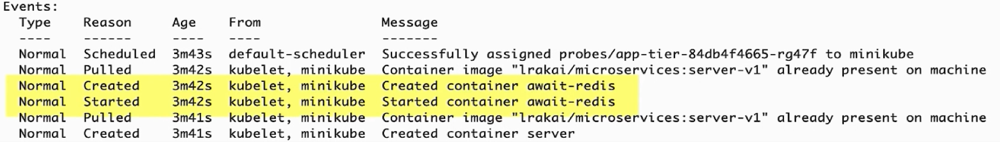 Events:
Type Reason Age From Message
---- ------ ---- ---- -------
Normal Scheduled 3m43s default-scheduler Successfully assigned probes/app-tier-84db4f4665-rg47f to minikube
Normal Pulled 3m42s kubelet, minikube Container image "lrakai/microservices:server-v1" already present on machine
Normal Created 3m42s kubelet, minikube Created container await-redis
Normal Started 3m42s kubelet, minikube Started container await-redis
Normal Pulled 3m41s kubelet, minikube Container image "lrakai/microservices:server-v1" already present on machine
Normal Created 3m41s kubelet, minikube Created container server